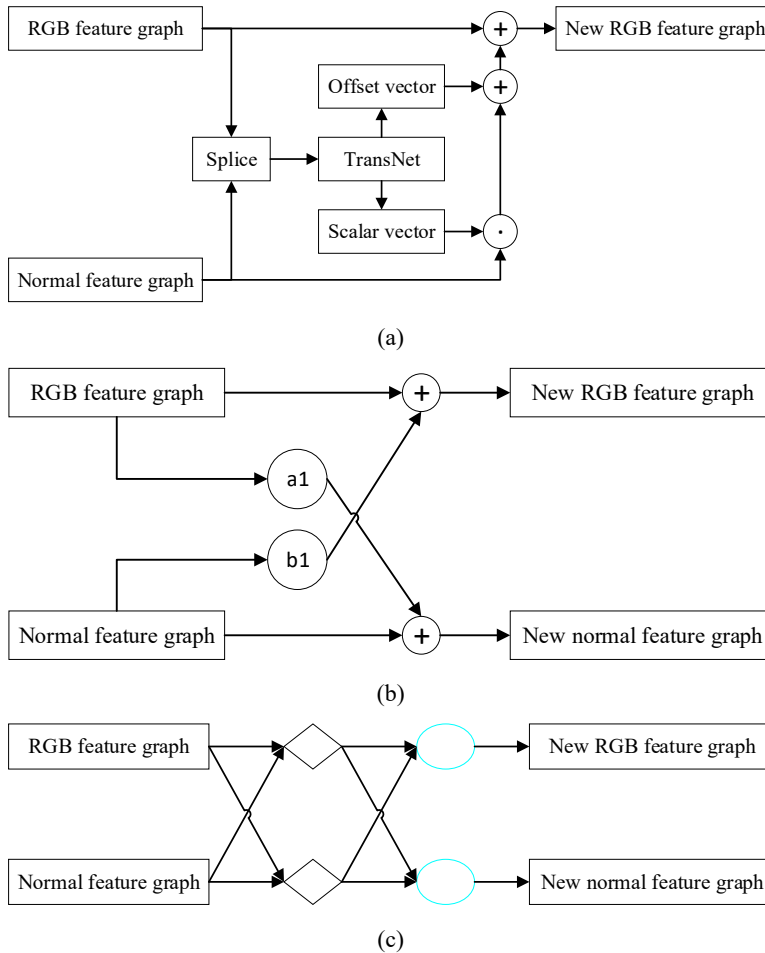 RGB feature graph
+
New RGB feature graph
Offset vector
+
Splice
TransNet
Scalar vector
·
Normal feature graph
(a)
RGB feature graph
+
New RGB feature graph
a1
b1
Normal feature graph
+
New normal feature graph
(b)
RGB feature graph
New RGB feature graph
Normal feature graph
New normal feature graph
(c)